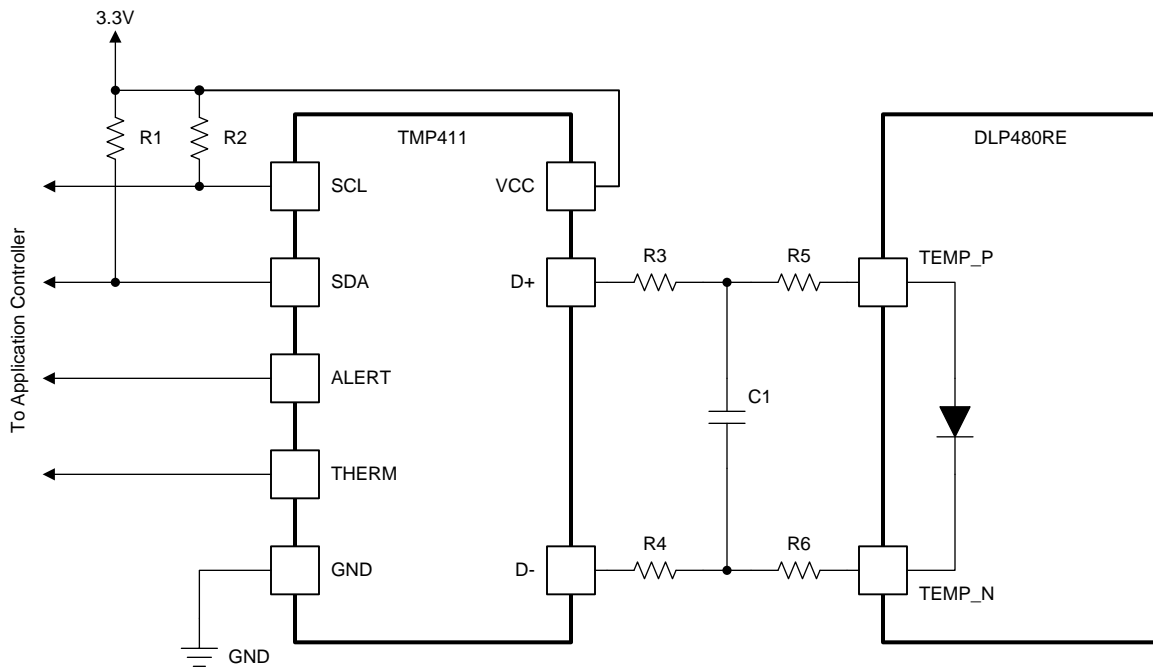 3.3V
R1
R2
TMP411
DLP480RE
SCL
VCC
SDA
D+
R3
R5
TEMP_P
ALERT
C1
THERM
GND
D-
R4
R6
TEMP_N
GND
To Application Controller